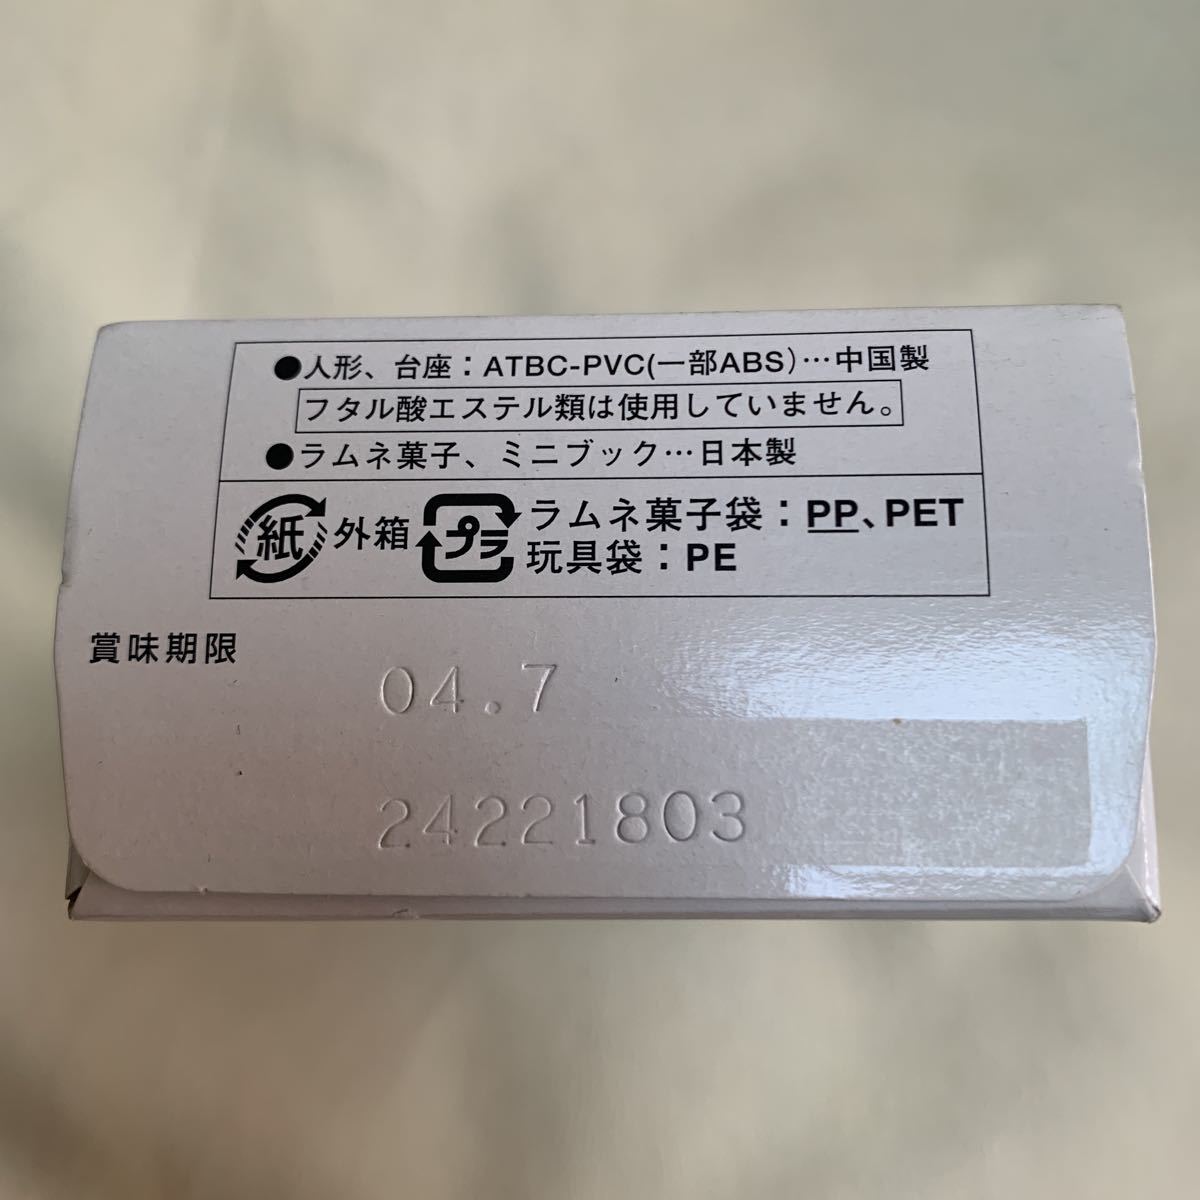 ●人形、台座：ATBC-PVC(一部ABS)…中国製
フタル酸エステル類は使用していません。
●ラムネ菓子、ミニブック…日本製
紙 外箱 プラ ラムネ菓子袋：PP、PET
玩具袋：PE
賞味期限
04.7
24221803